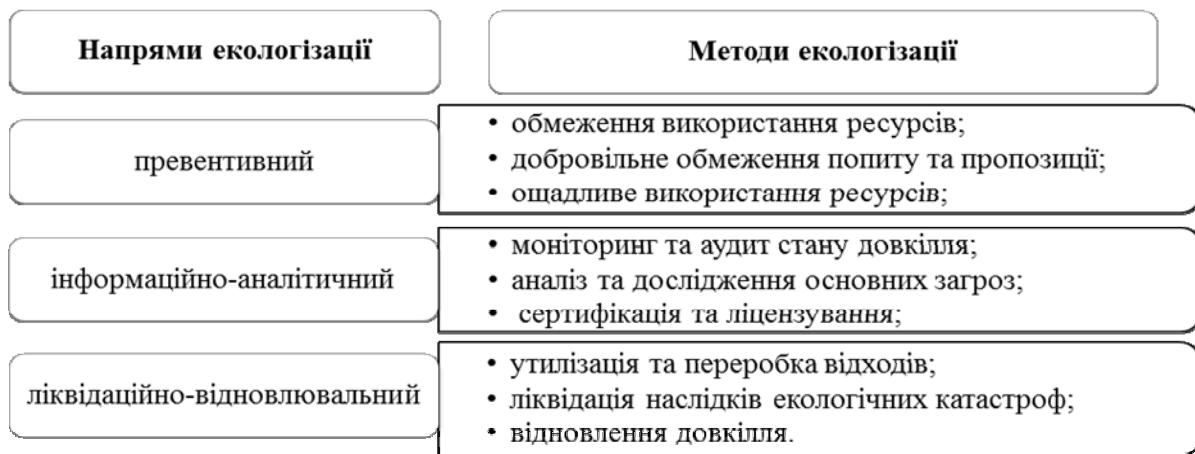 Напрями екологізації
Методи екологізації
превентивний
• обмеження використання ресурсів;
• добровільне обмеження попиту та пропозиції;
• ощадливе використання ресурсів;
інформаційно-аналітичний
• моніторинг та аудит стану довкілля;
• аналіз та дослідження основних загроз;
• сертифікація та ліцензування;
ліквідаційно-відновлювальний
• утилізація та переробка відходів;
• ліквідація наслідків екологічних катастроф;
• відновлення довкілля.